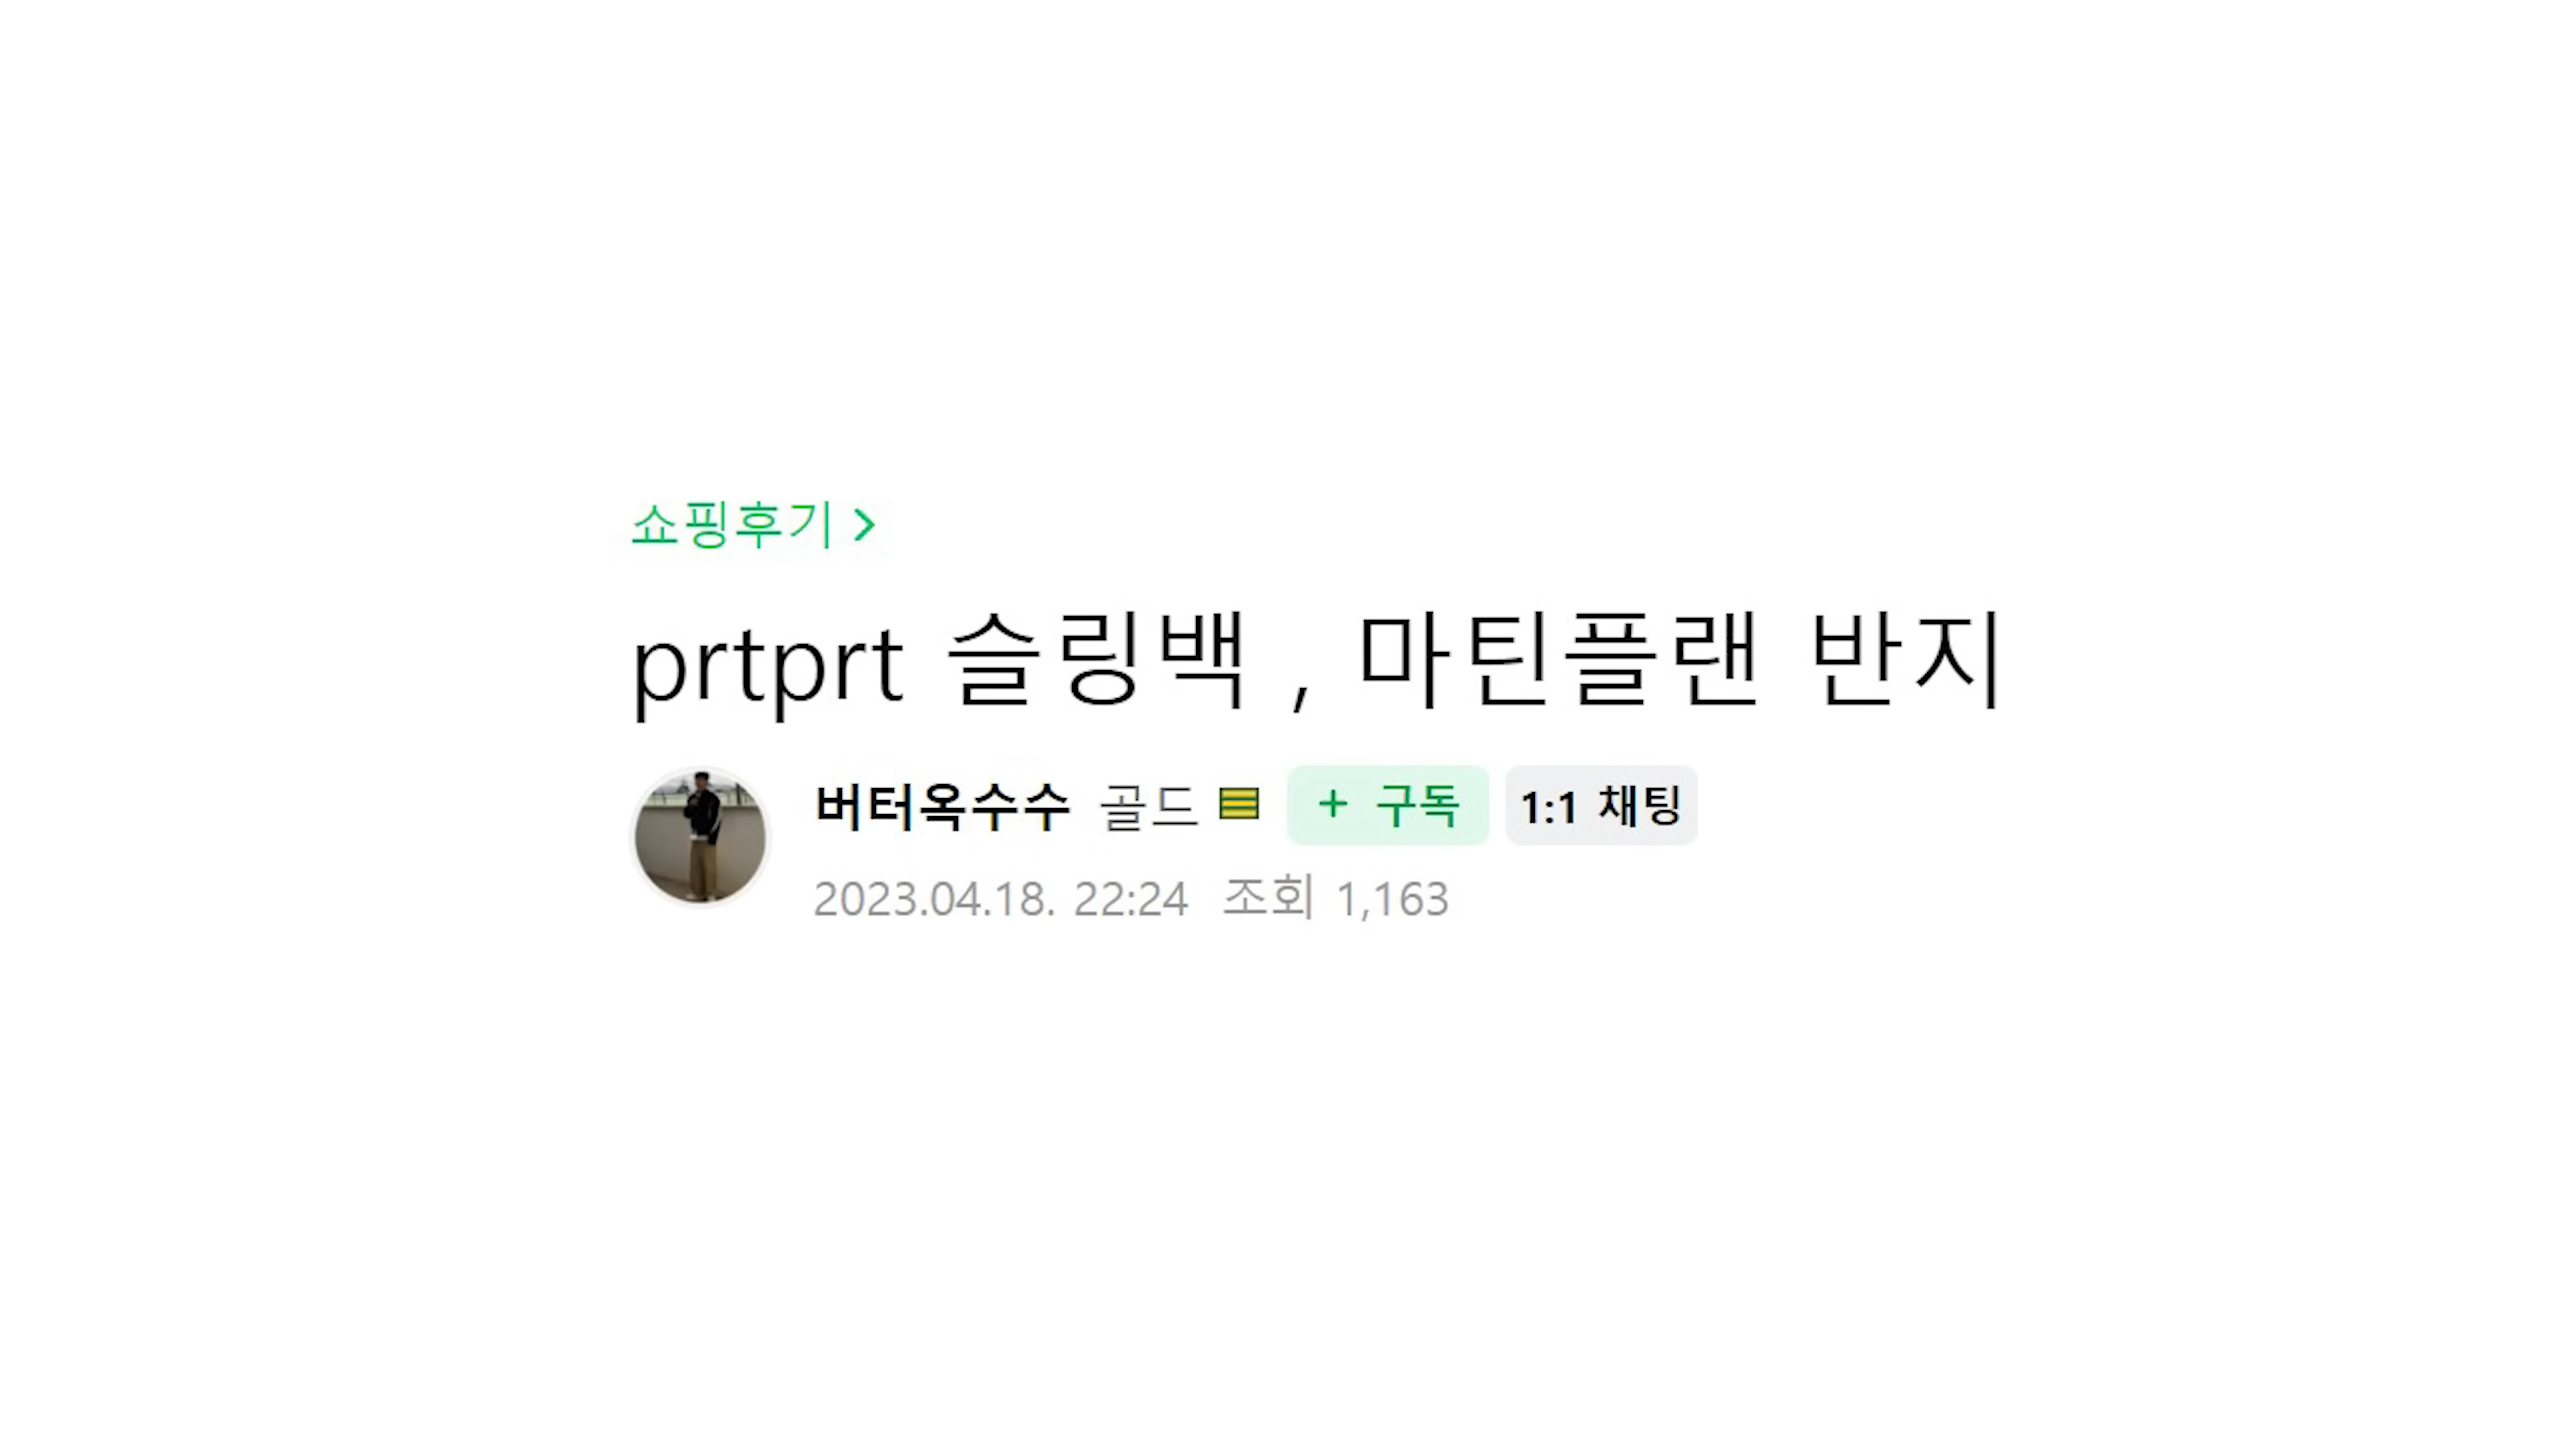 쇼핑후기 >
prtprt 슬링백 , 마틴플랜 반지
버터옥수수 골드 + 구독 1:1 채팅
2023.04.18. 22:24 조회 1,163